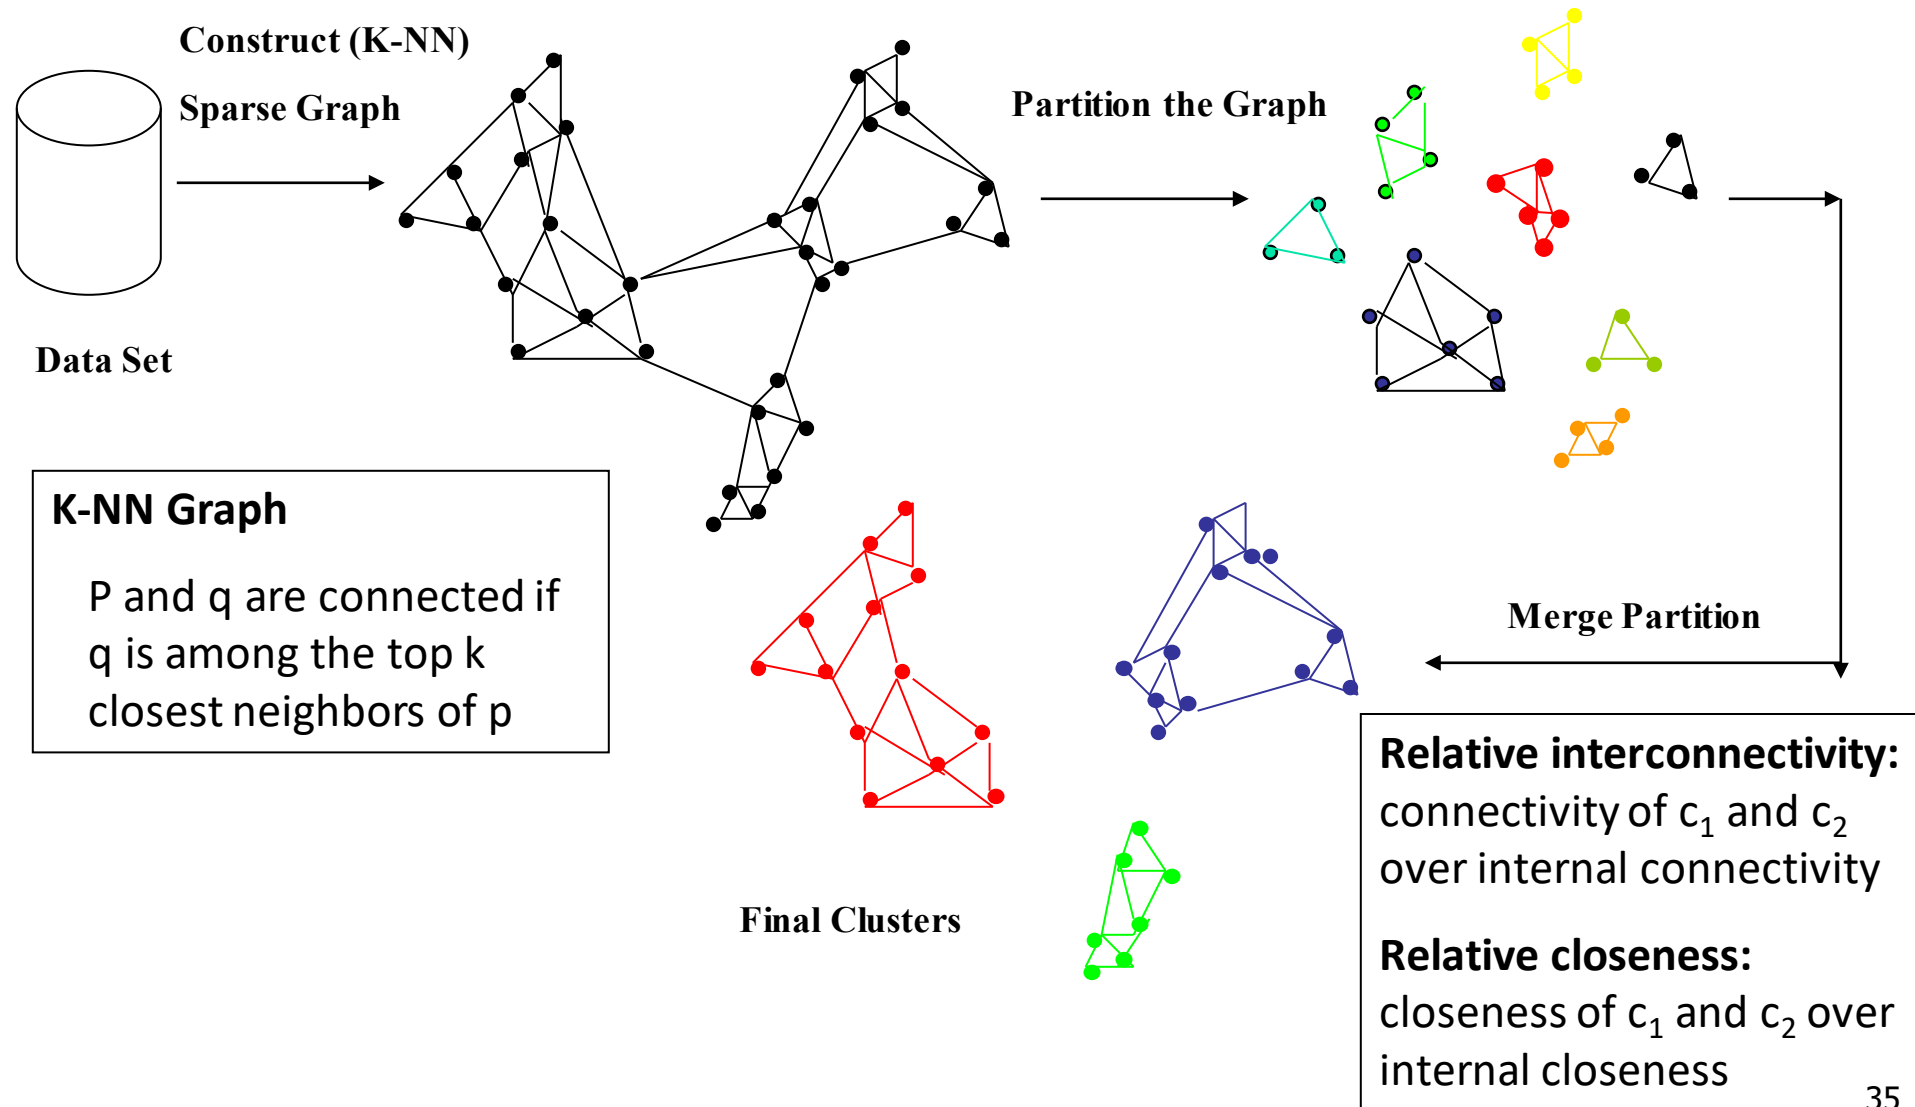 Construct (K-NN)
Sparse Graph
Data Set
Partition the Graph
K-NN Graph
P and q are connected if
q is among the top k
closest neighbors of p
Merge Partition
Final Clusters
Relative interconnectivity:
connectivity of c₁ and c₂
over internal connectivity
Relative closeness:
closeness of c₁ and c₂ over
internal closeness
35